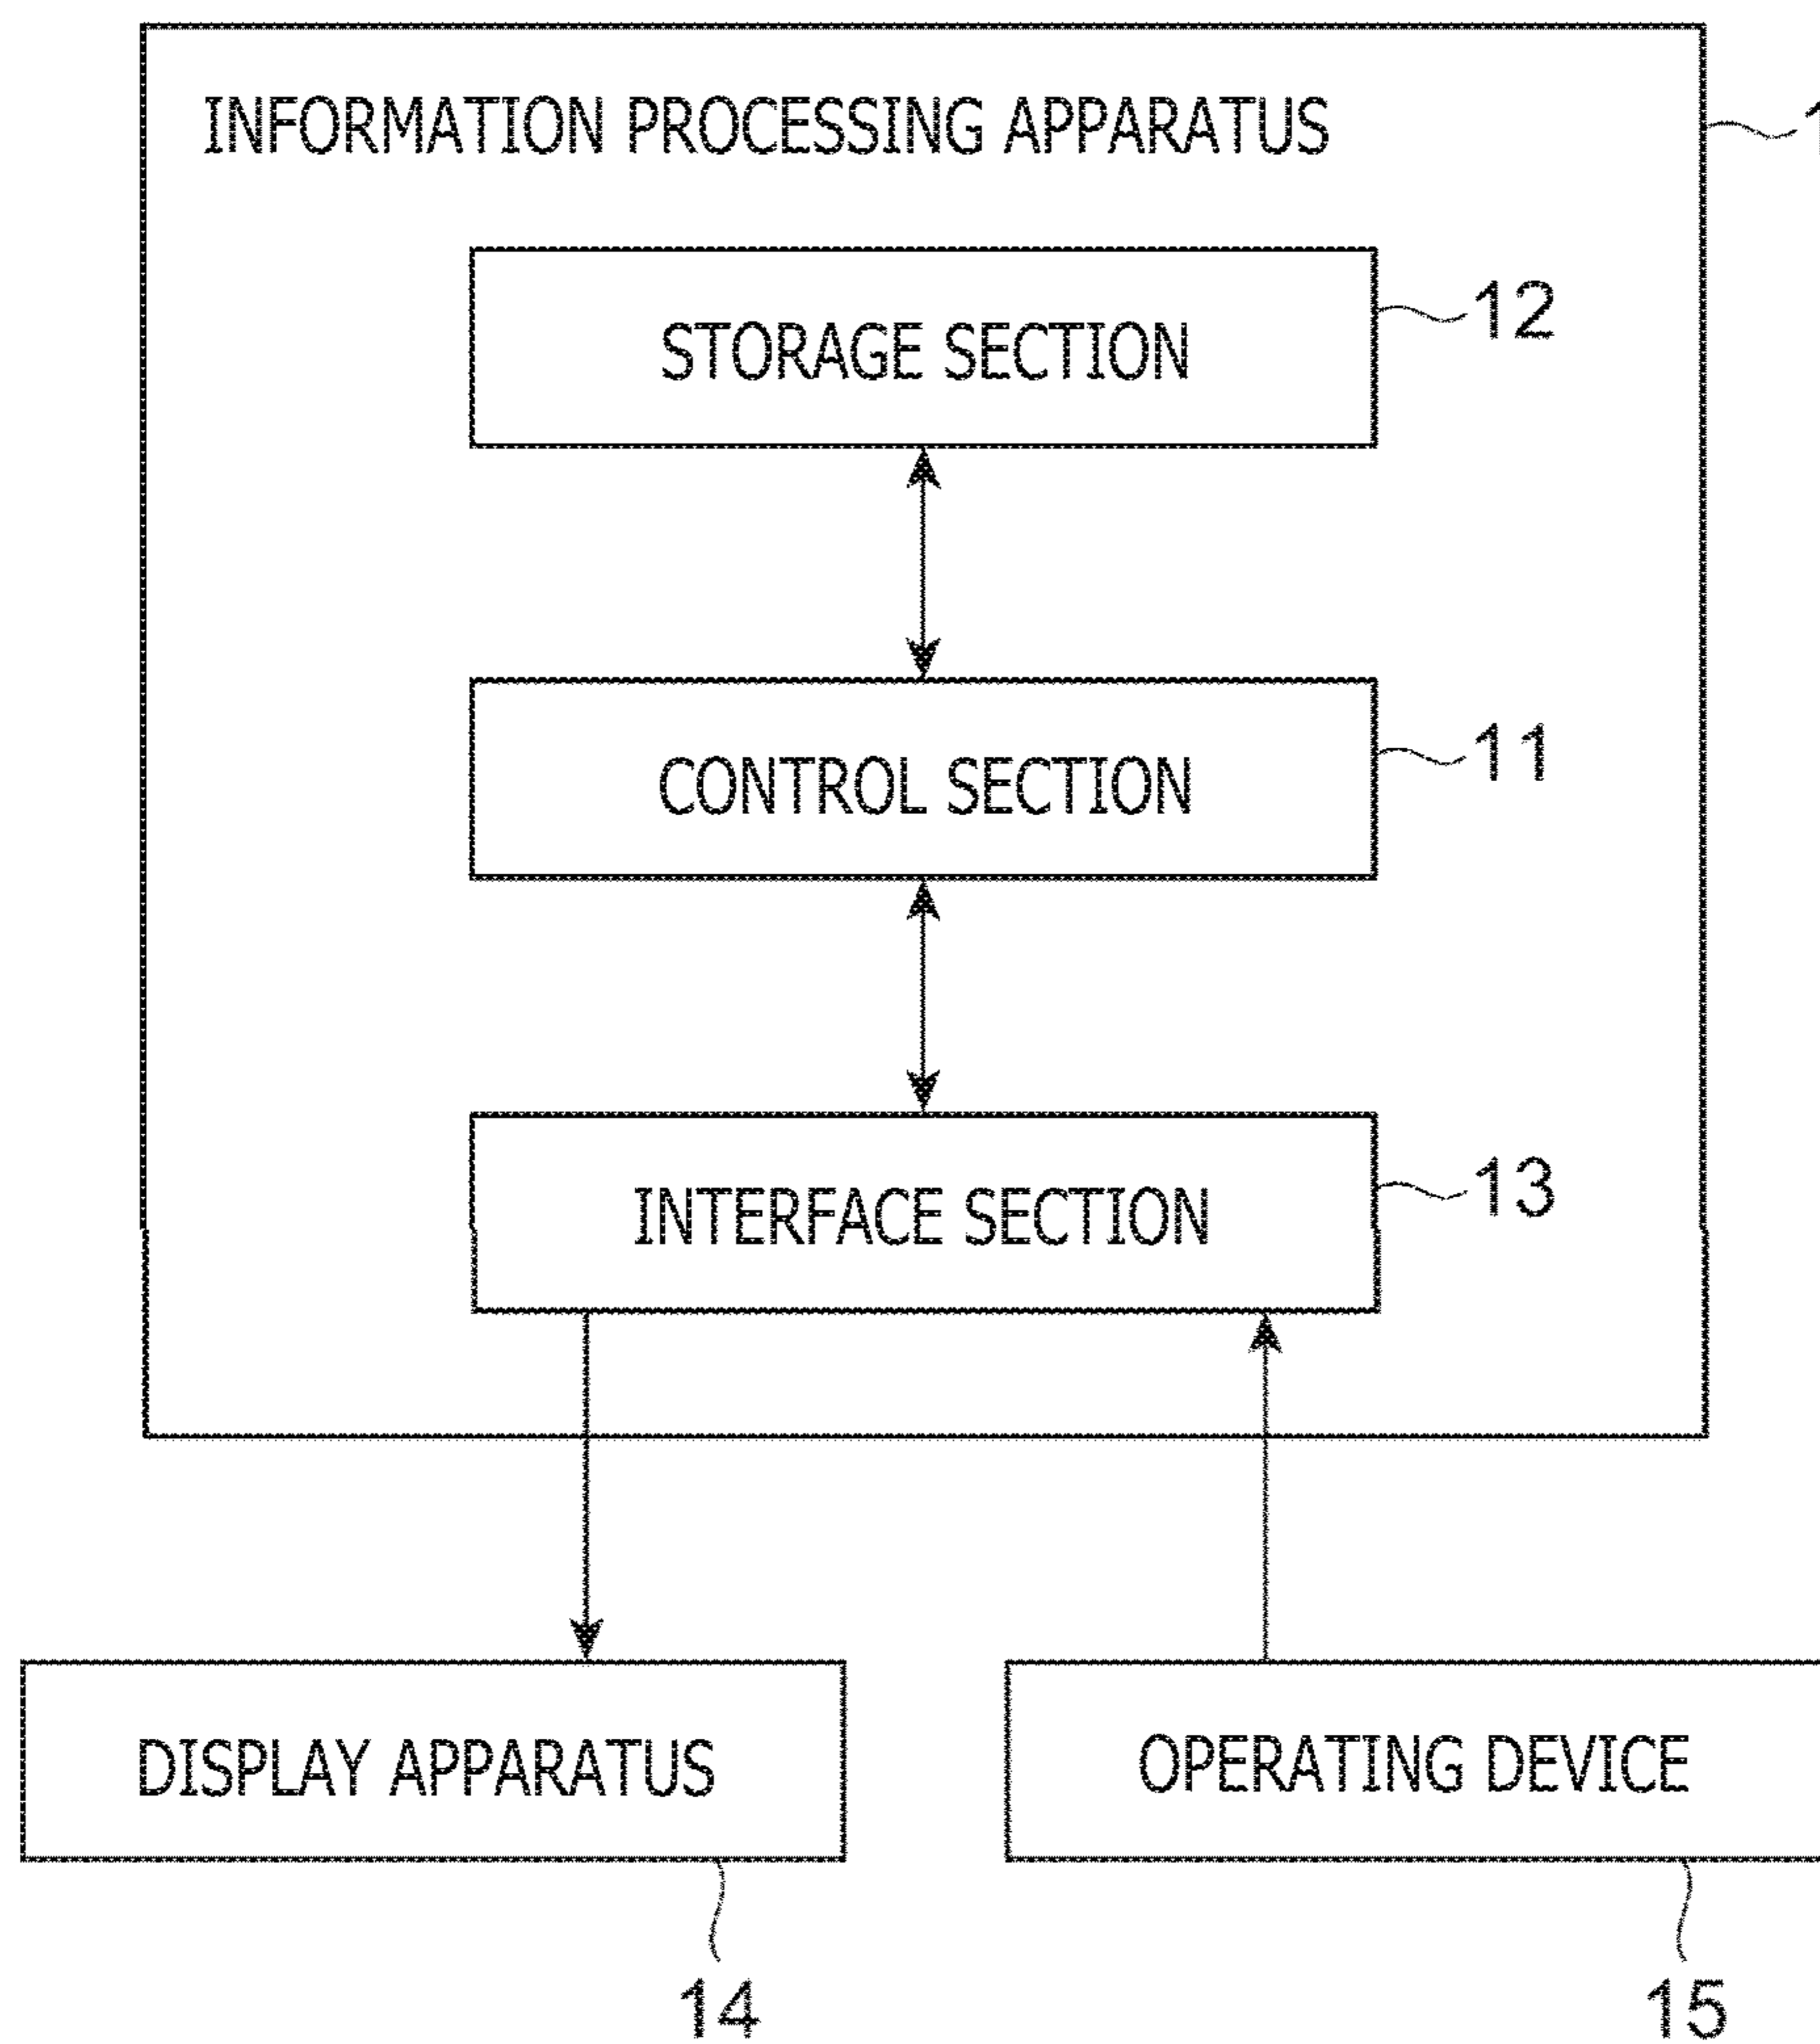 INFORMATION PROCESSING APPARATUS
STORAGE SECTION
12
CONTROL SECTION
11
INTERFACE SECTION
13
DISPLAY APPARATUS
OPERATING DEVICE
14
15